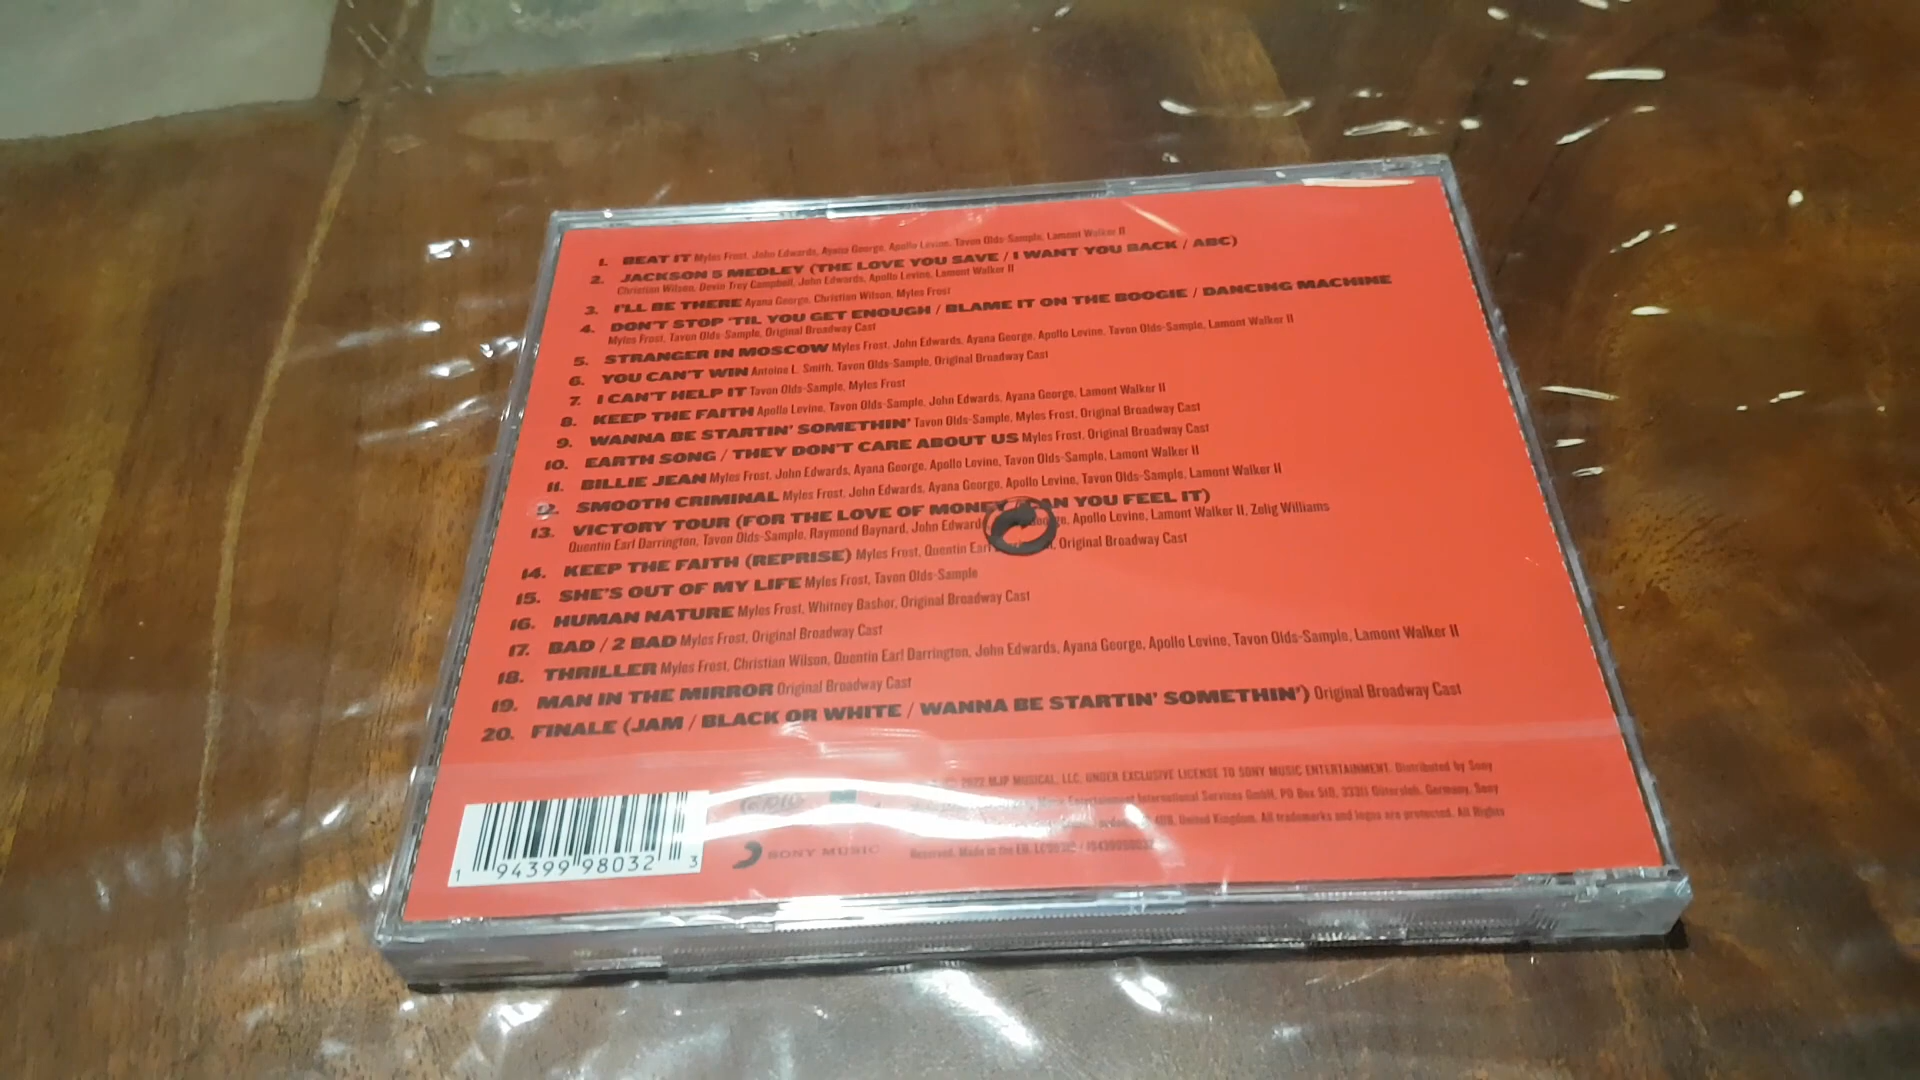 1. BEAT IT Myles Frost, John Edwards, Ayana George, Apollo Levine, Tavon Olds-Sample, Lamont Walker II
2. JACKSON 5 MEDLEY (THE LOVE YOU SAVE / I WANT YOU BACK / ABC)
Christian Wilson, Devin Trey Campbell, John Edwards, Apollo Levine, Lamont Walker II
3. I'LL BE THERE Ayana George, Christian Wilson, Myles Frost
4. DON'T STOP 'TIL YOU GET ENOUGH / BLAME IT ON THE BOOGIE / DANCING MACHINE
Myles Frost, Tavon Olds-Sample, Original Broadway Cast
5. STRANGER IN MOSCOW Myles Frost, John Edwards, Ayana George, Apollo Levine, Tavon Olds-Sample, Lamont Walker II
6. YOU CAN'T WIN Antoine L. Smith, Tavon Olds-Sample, Original Broadway Cast
7. I CAN'T HELP IT Tavon Olds-Sample, Myles Frost
8. KEEP THE FAITH Apollo Levine, Tavon Olds-Sample, John Edwards, Ayana George, Lamont Walker II
9. WANNA BE STARTIN' SOMETHIN' Tavon Olds-Sample, Myles Frost, Original Broadway Cast
10. EARTH SONG / THEY DON'T CARE ABOUT US Myles Frost, Original Broadway Cast
11. BILLIE JEAN Myles Frost, John Edwards, Ayana George, Apollo Levine, Tavon Olds-Sample, Lamont Walker II
12. SMOOTH CRIMINAL Myles Frost, John Edwards, Ayana George, Apollo Levine, Tavon Olds-Sample, Lamont Walker II
13. VICTORY TOUR (FOR THE LOVE OF MONEY / CAN YOU FEEL IT)
Quentin Earl Darrington, Tavon Olds-Sample, Raymond Baynard, John Edwards, Apollo Levine, Lamont Walker II, Zelig Williams
14. KEEP THE FAITH (REPRISE) Myles Frost, Quentin Earl Original Broadway Cast
15. SHE'S OUT OF MY LIFE Myles Frost, Tavon Olds-Sample
16. HUMAN NATURE Myles Frost, Whitney Bashor, Original Broadway Cast
17. BAD / 2 BAD Myles Frost, Original Broadway Cast
18. THRILLER Myles Frost, Christian Wilson, Quentin Earl Darrington, John Edwards, Ayana George, Apollo Levine, Tavon Olds-Sample, Lamont Walker II
19. MAN IN THE MIRROR Original Broadway Cast
20. FINALE (JAM / BLACK OR WHITE / WANNA BE STARTIN' SOMETHIN') Original Broadway Cast
2022 MJP MUSICAL, LLC, UNDER EXCLUSIVE LICENSE TO SONY MUSIC ENTERTAINMENT. Distributed by Sony
Entertainment International Services GmbH, PO Box 510, 33311 Gütersloh, Germany. Sony
United Kingdom. All trademarks and logos are protected. All Rights
Reserved. Made in the EU.
SONY MUSIC
1 94399 98032 3